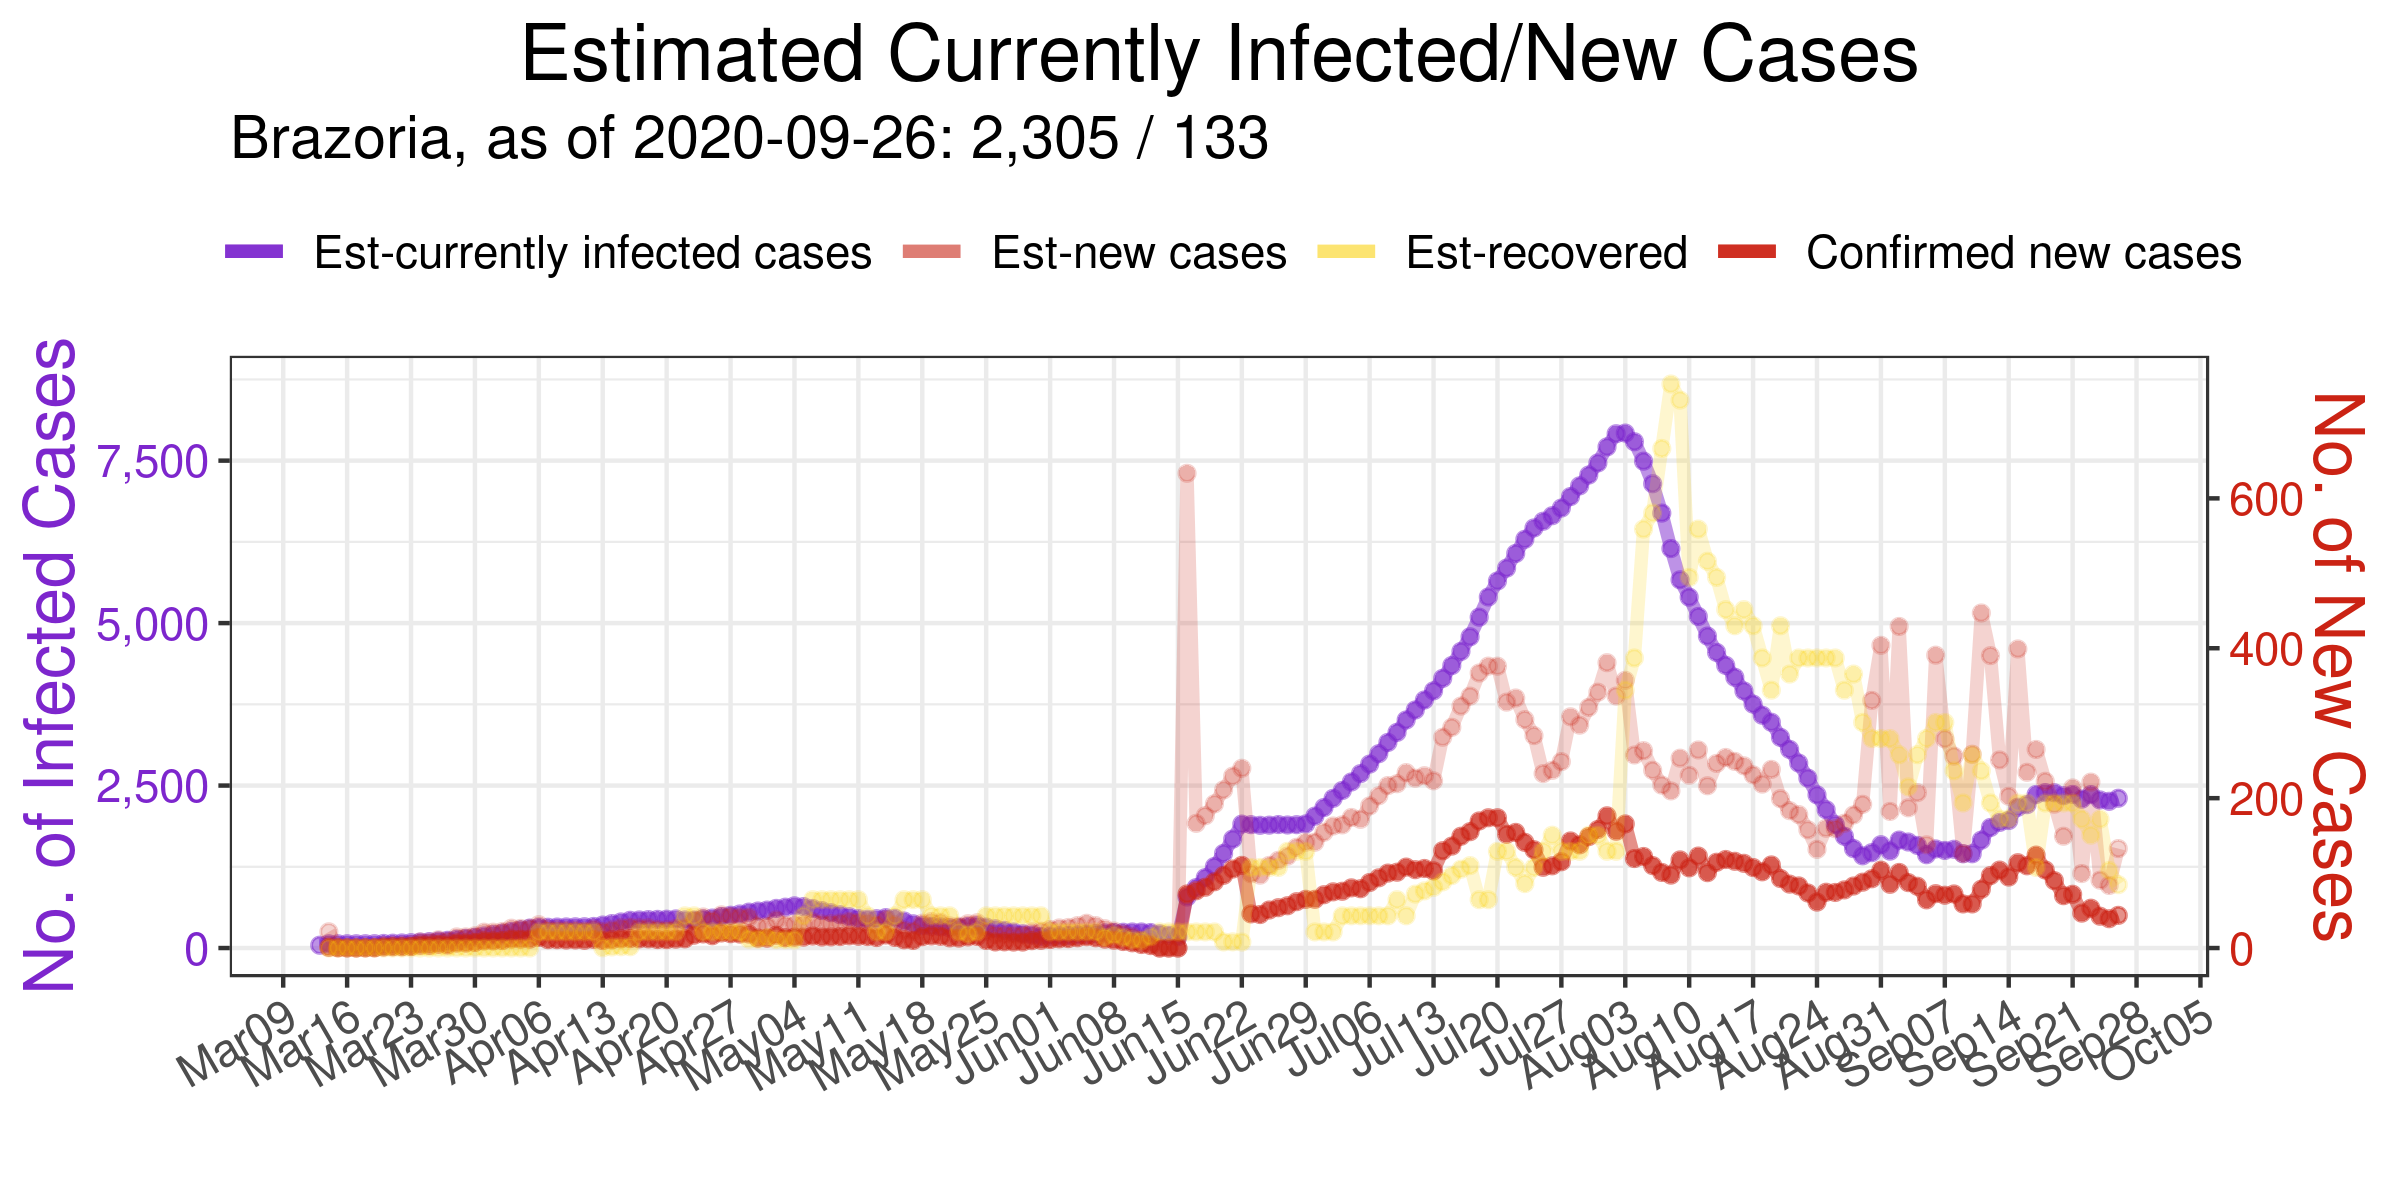 Estimated Currently Infected/New Cases
Brazoria, as of 2020-09-26: 2,305 / 133
Est-currently infected cases Est-new cases Est-recovered Confirmed new cases
No. of Infected Cases
7,500
5,000
2,500
0
600
400
200
0
No. of New Cases
Mar09 Mar16 Mar23 Mar30 Apr06 Apr13 Apr20 Apr27 May04 May11 May18 May25 Jun01 Jun08 Jun15 Jun22 Jun29 Jul06 Jul13 Jul20 Jul27 Aug03 Aug10 Aug17 Aug24 Aug31 Sep07 Sep14 Sep21 Sep28 Oct05